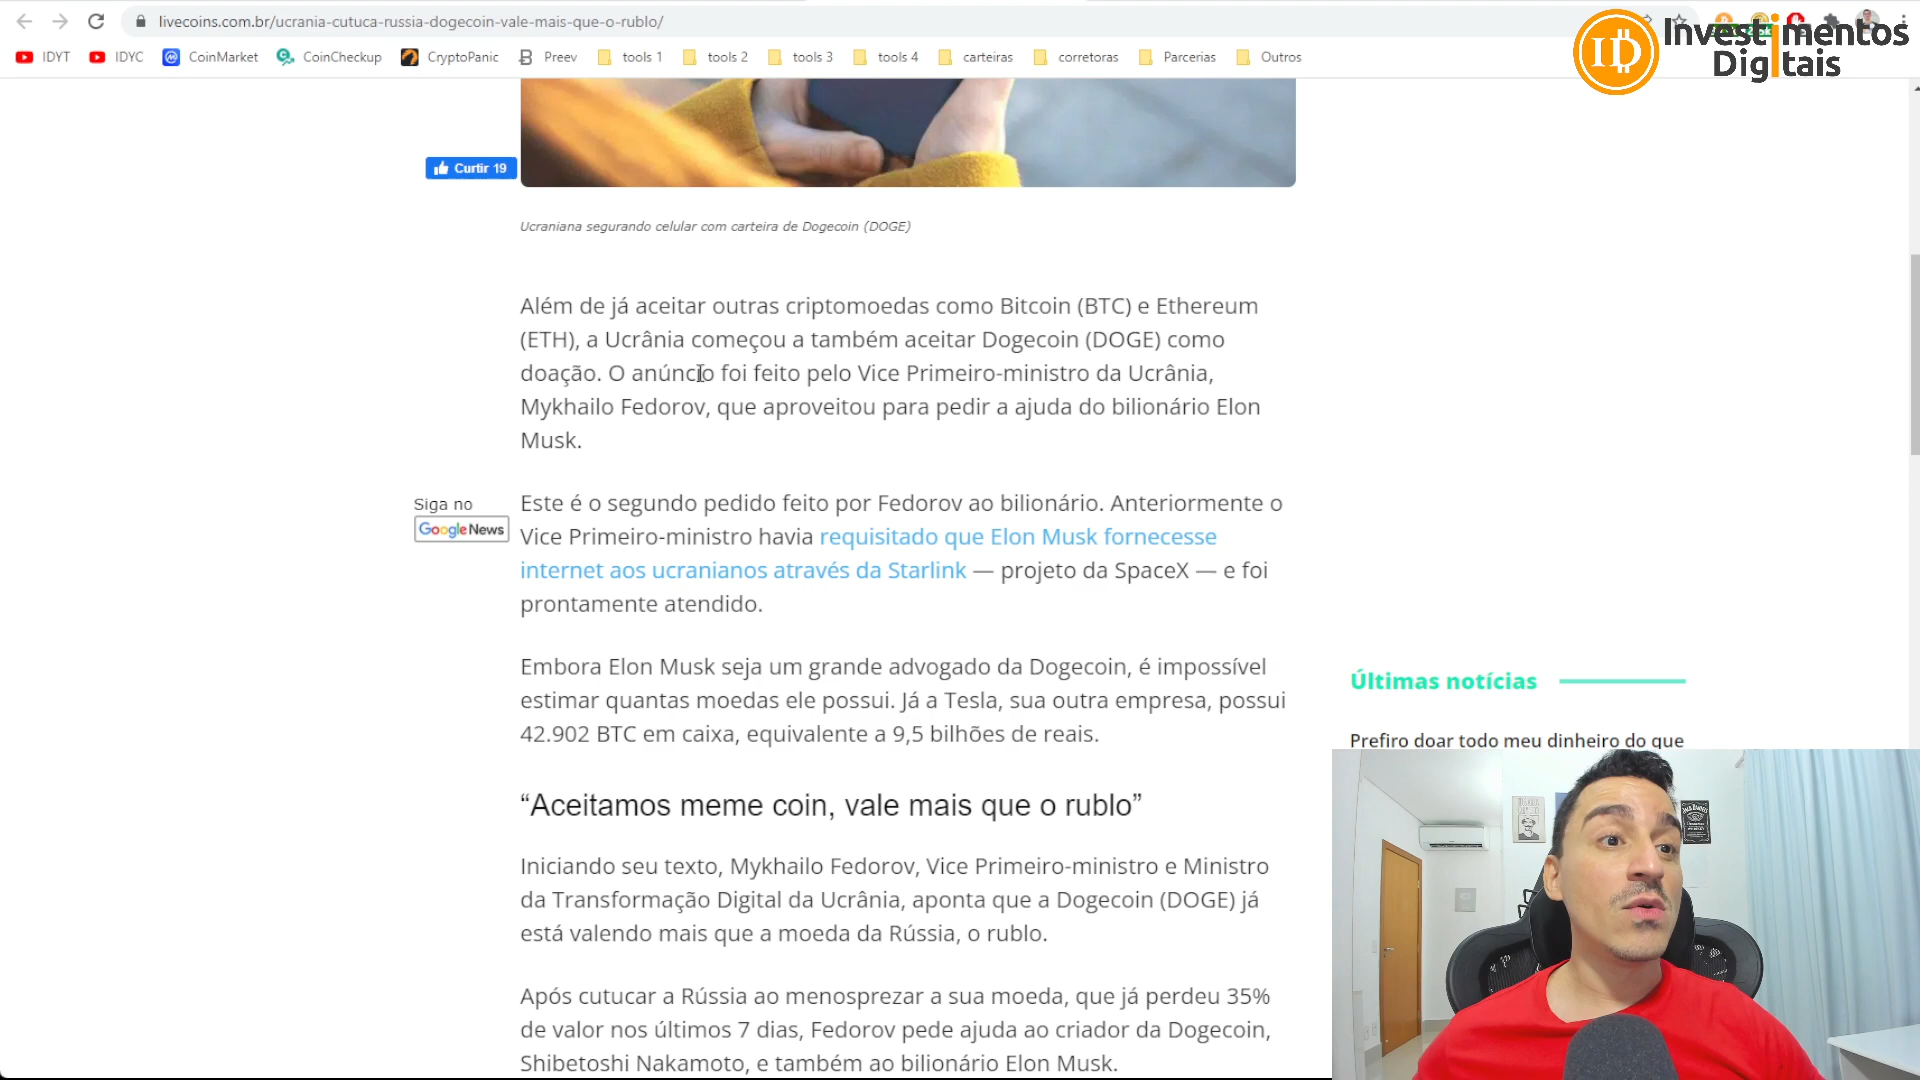 livecoins.com.br/ucrania-cutuca-russia-dogecoin-vale-mais-que-o-rublo/
IDYT
IDYC
CoinMarket
CoinCheckup
CryptoPanic
Preev
tools 1
tools 2
tools 3
tools 4
carteiras
corretoras
Parcerias
Outros
Investimentos
Digitais
Curtir 19
Ucraniana segurando celular com carteira de Dogecoin (DOGE)
Além de já aceitar outras criptomoedas como Bitcoin (BTC) e Ethereum
(ETH), a Ucrânia começou a também aceitar Dogecoin (DOGE) como
doação. O anúncio foi feito pelo Vice Primeiro-ministro da Ucrânia,
Mykhailo Fedorov, que aproveitou para pedir a ajuda do bilionário Elon
Musk.
Siga no
Google News
Este é o segundo pedido feito por Fedorov ao bilionário. Anteriormente o
Vice Primeiro-ministro havia requisitado que Elon Musk fornecesse
internet aos ucranianos através da Starlink — projeto da SpaceX — e foi
prontamente atendido.
Embora Elon Musk seja um grande advogado da Dogecoin, é impossível
estimar quantas moedas ele possui. Já a Tesla, sua outra empresa, possui
42.902 BTC em caixa, equivalente a 9,5 bilhões de reais.
Últimas notícias
Prefiro doar todo meu dinheiro do que
“Aceitamos meme coin, vale mais que o rublo”
Iniciando seu texto, Mykhailo Fedorov, Vice Primeiro-ministro e Ministro
da Transformação Digital da Ucrânia, aponta que a Dogecoin (DOGE) já
está valendo mais que a moeda da Rússia, o rublo.
Após cutucar a Rússia ao menosprezar a sua moeda, que já perdeu 35%
de valor nos últimos 7 dias, Fedorov pede ajuda ao criador da Dogecoin,
Shibetoshi Nakamoto, e também ao bilionário Elon Musk.